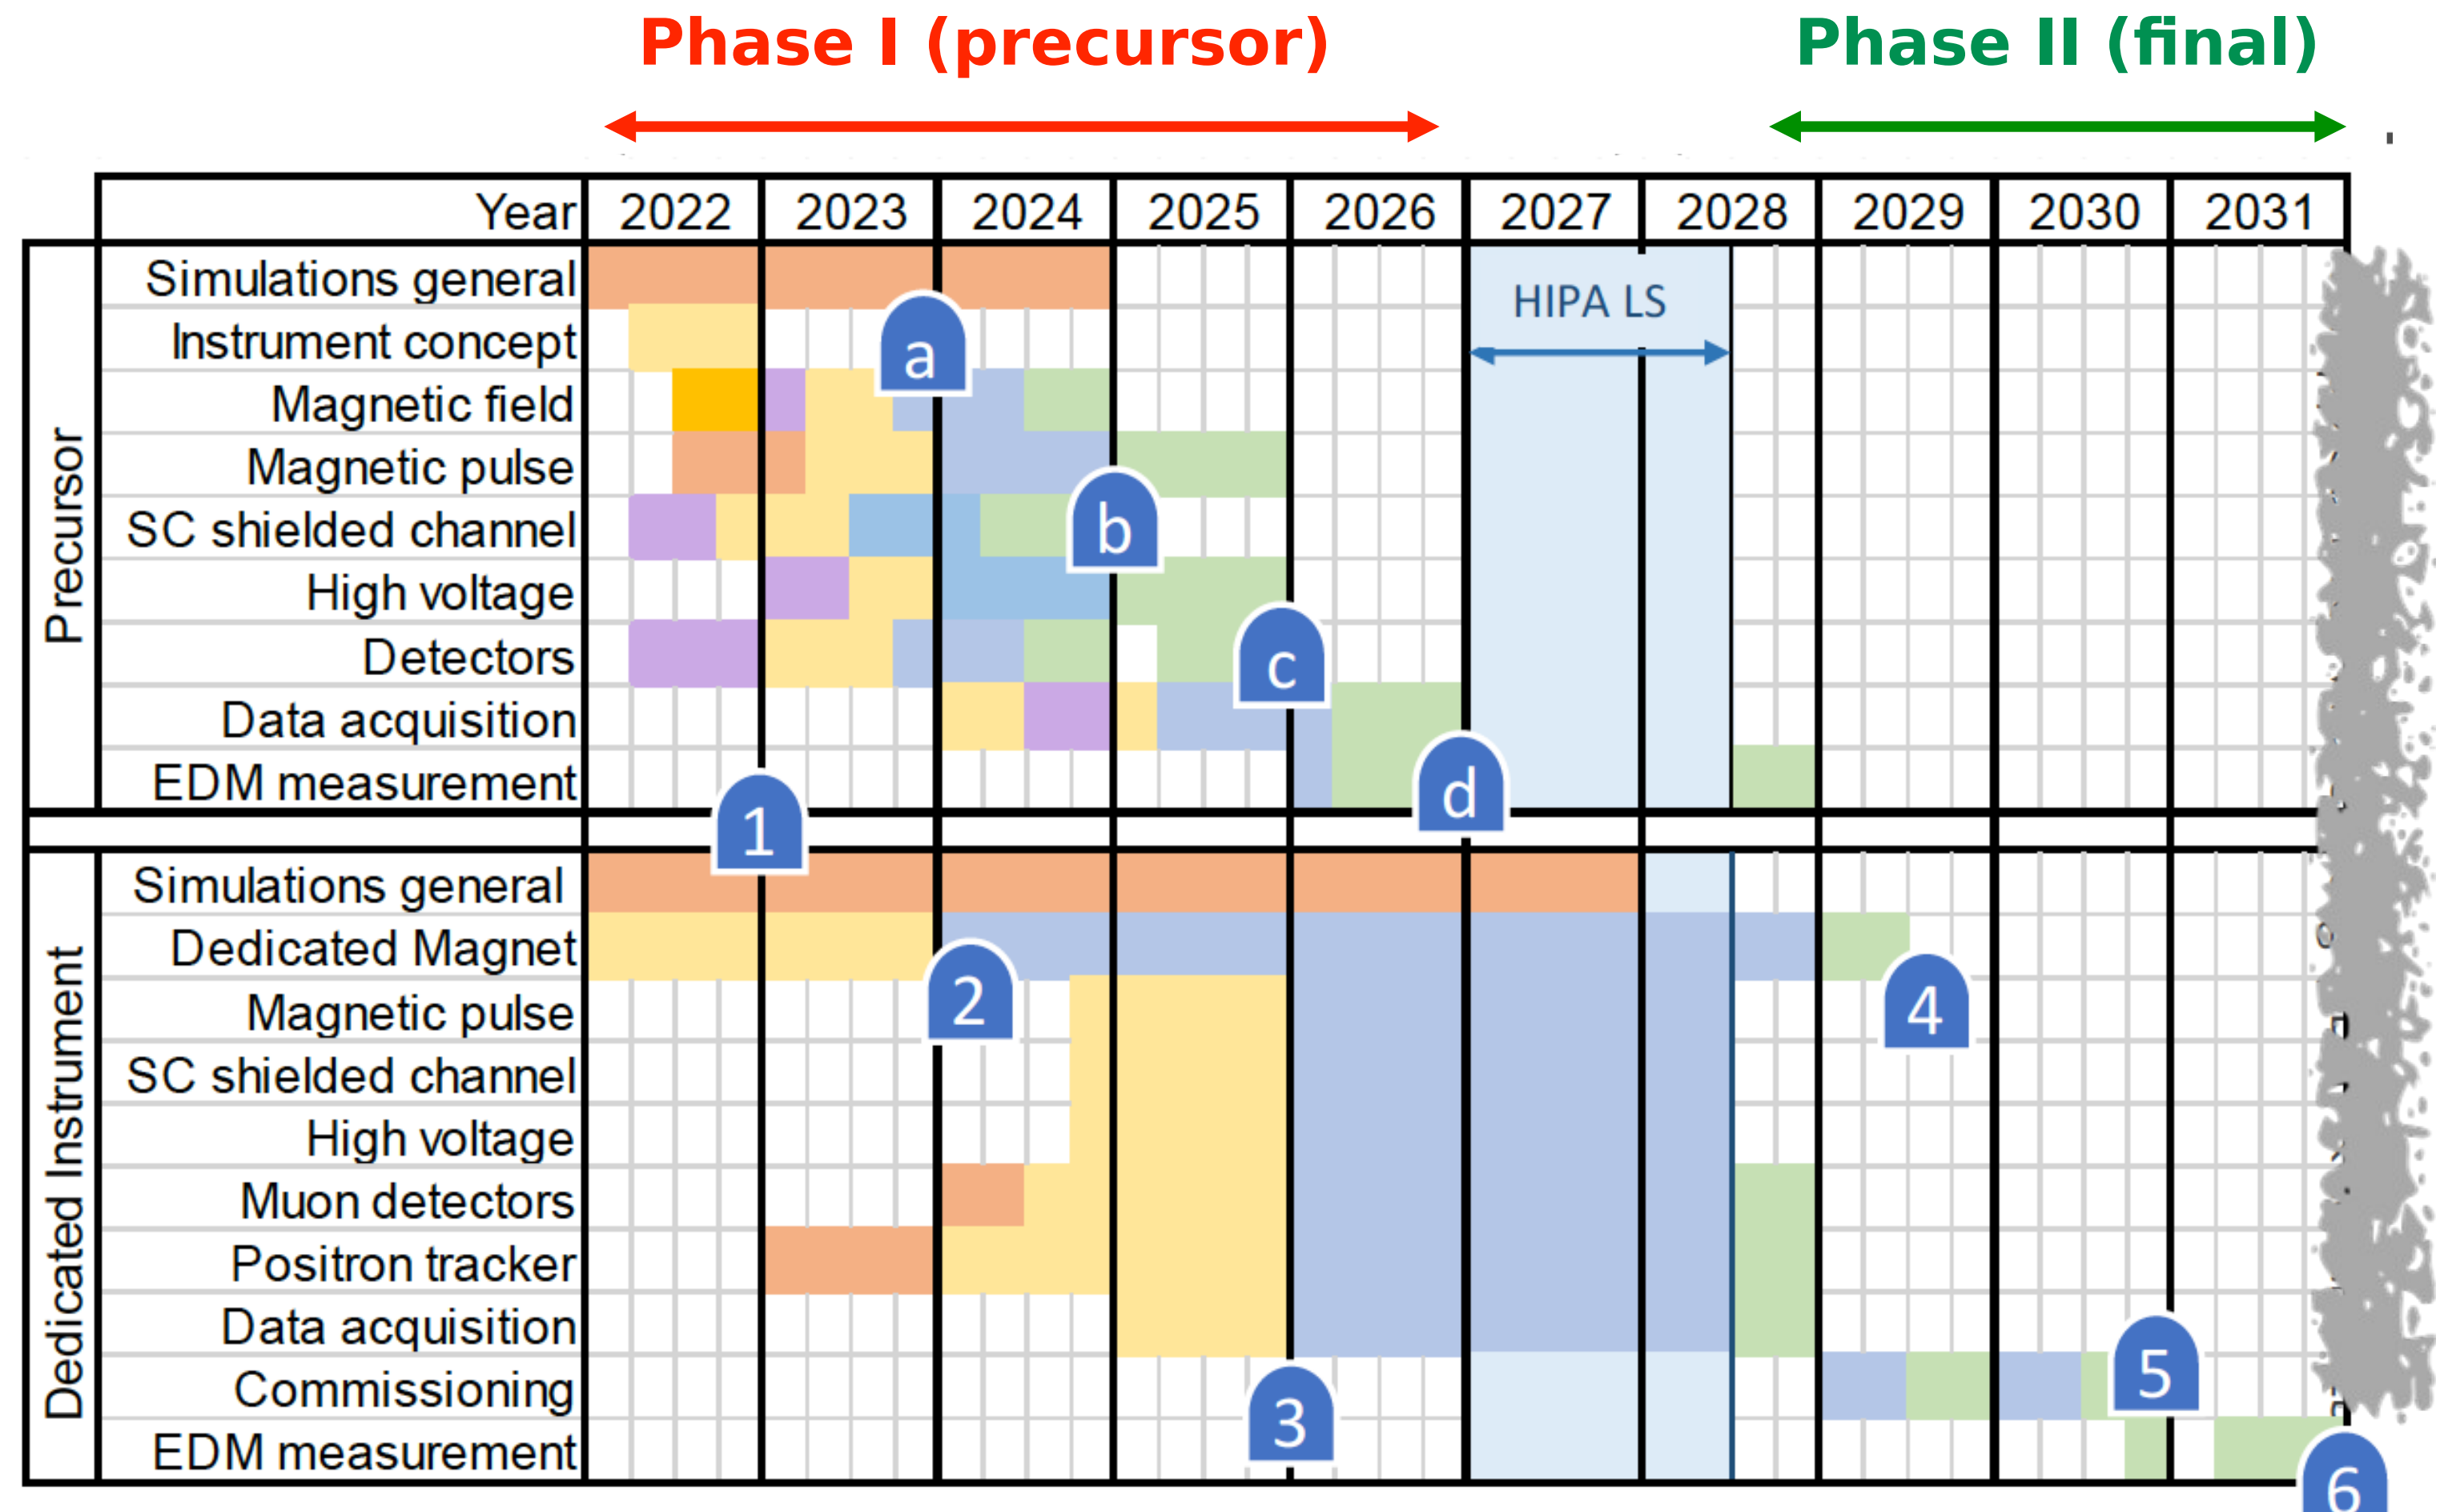 Phase I (precursor) Phase II (final)
Year 2022 2023 2024 2025 2026 2027 2028 2029 2030 2031
Precursor
Simulations general
HIPA LS
Instrument concept
a
Magnetic field
Magnetic pulse
SC shielded channel
b
High voltage
Detectors
c
Data acquisition
EDM measurement
d
1
Dedicated Instrument
Simulations general
Dedicated Magnet
2
4
Magnetic pulse
SC shielded channel
High voltage
Muon detectors
Positron tracker
Data acquisition
Commissioning
5
3
EDM measurement
6